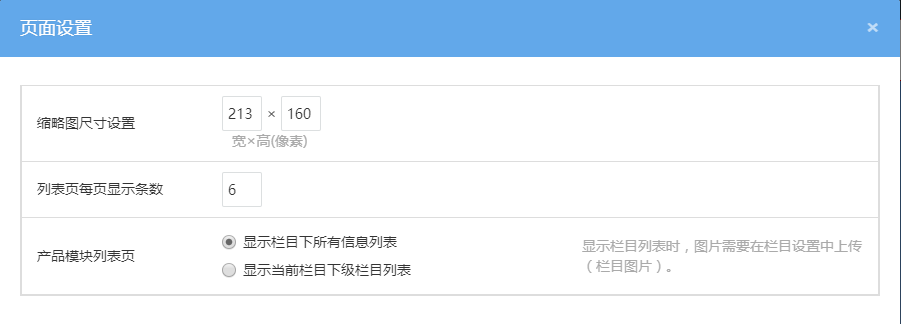 页面设置 ×
缩略图尺寸设置 213 × 160
宽×高(像素)
列表页每页显示条数 6
产品模块列表页 显示栏目下所有信息列表 显示栏目列表时，图片需要在栏目设置中上传
显示当前栏目下级栏目列表 （栏目图片）。